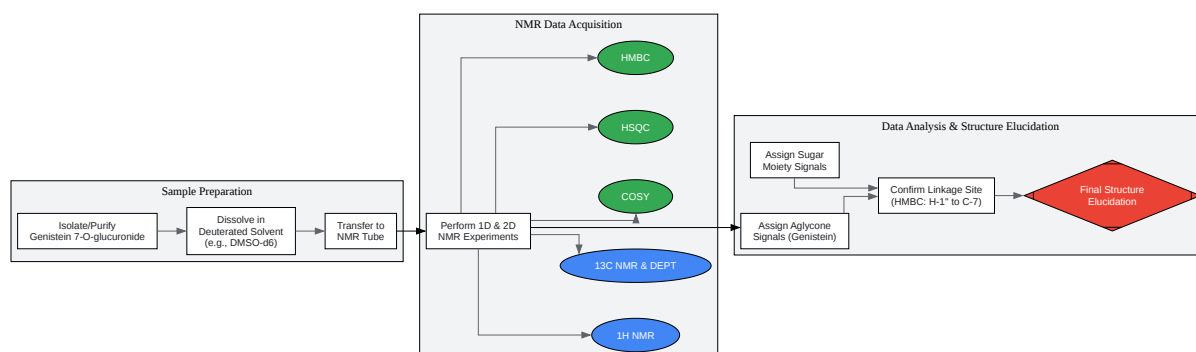 Sample Preparation
Isolate/Purify
Genistein 7-O-glucuronide
Dissolve in
Deuterated Solvent
(e.g., DMSO-d6)
Transfer to
NMR Tube
NMR Data Acquisition
HMBC
HSQC
COSY
Perform 1D & 2D
NMR Experiments
13C NMR & DEPT
1H NMR
Data Analysis & Structure Elucidation
Assign Sugar
Moiety Signals
Assign Aglycone
Signals (Genistein)
Confirm Linkage Site
(HMBC: H-1" to C-7)
Final Structure
Elucidation